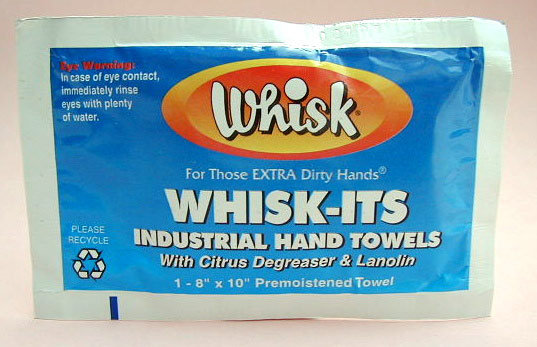 Eye Warning:
In case of eye contact,
immediately rinse
eyes with plenty
of water.
Whisk®
For Those EXTRA Dirty Hands®
WHISK-ITS
INDUSTRIAL HAND TOWELS
With Citrus Degreaser & Lanolin
1 - 8" x 10" Premoistened Towel
PLEASE
RECYCLE